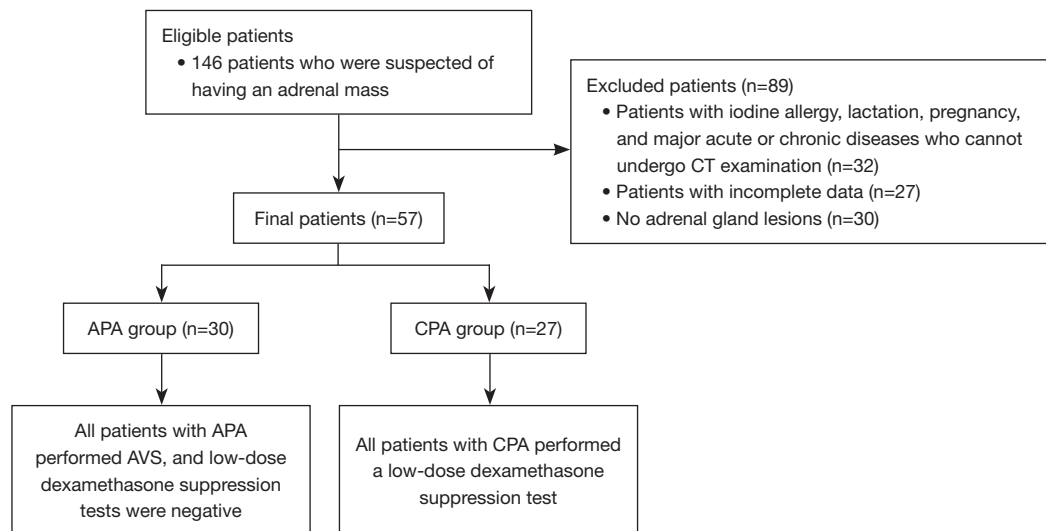 Eligible patients
• 146 patients who were suspected of
having an adrenal mass
Excluded patients (n=89)
• Patients with iodine allergy, lactation, pregnancy,
and major acute or chronic diseases who cannot
undergo CT examination (n=32)
• Patients with incomplete data (n=27)
• No adrenal gland lesions (n=30)
Final patients (n=57)
APA group (n=30)
CPA group (n=27)
All patients with APA
performed AVS, and low-dose
dexamethasone suppression
tests were negative
All patients with CPA performed
a low-dose dexamethasone
suppression test